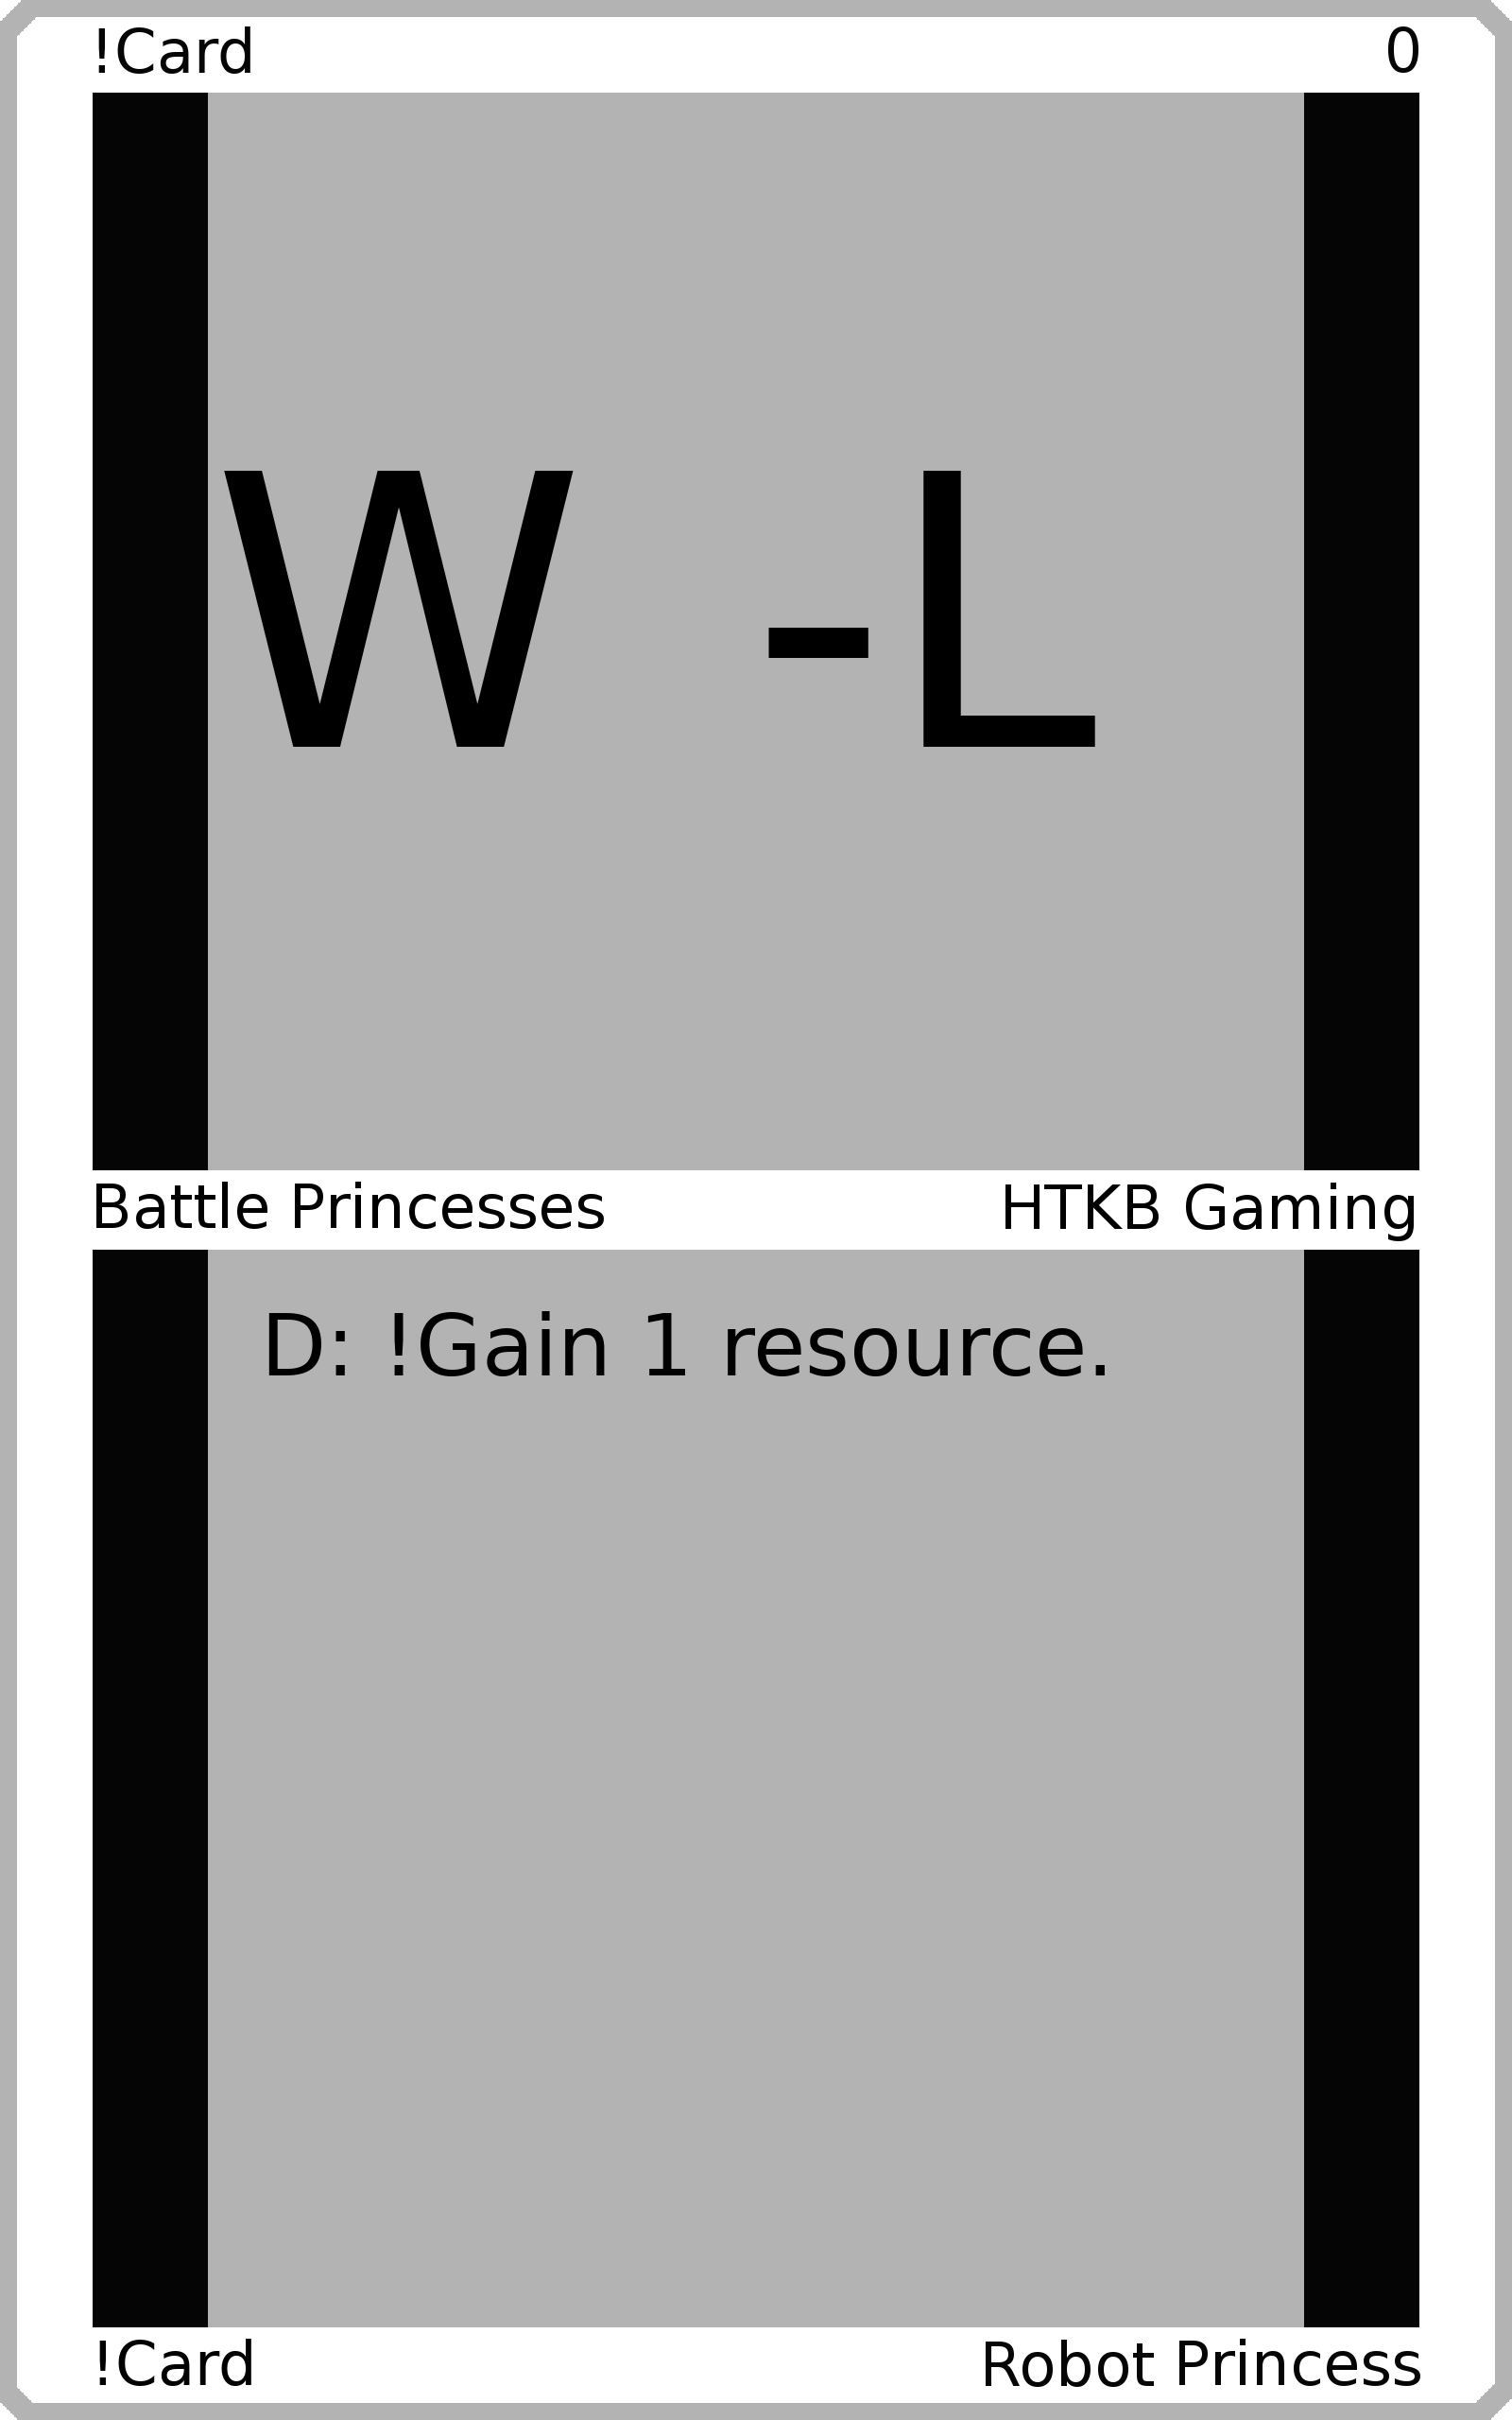 !Card 0
W -L
Battle Princesses HTKB Gaming
D: !Gain 1 resource.
!Card Robot Princess